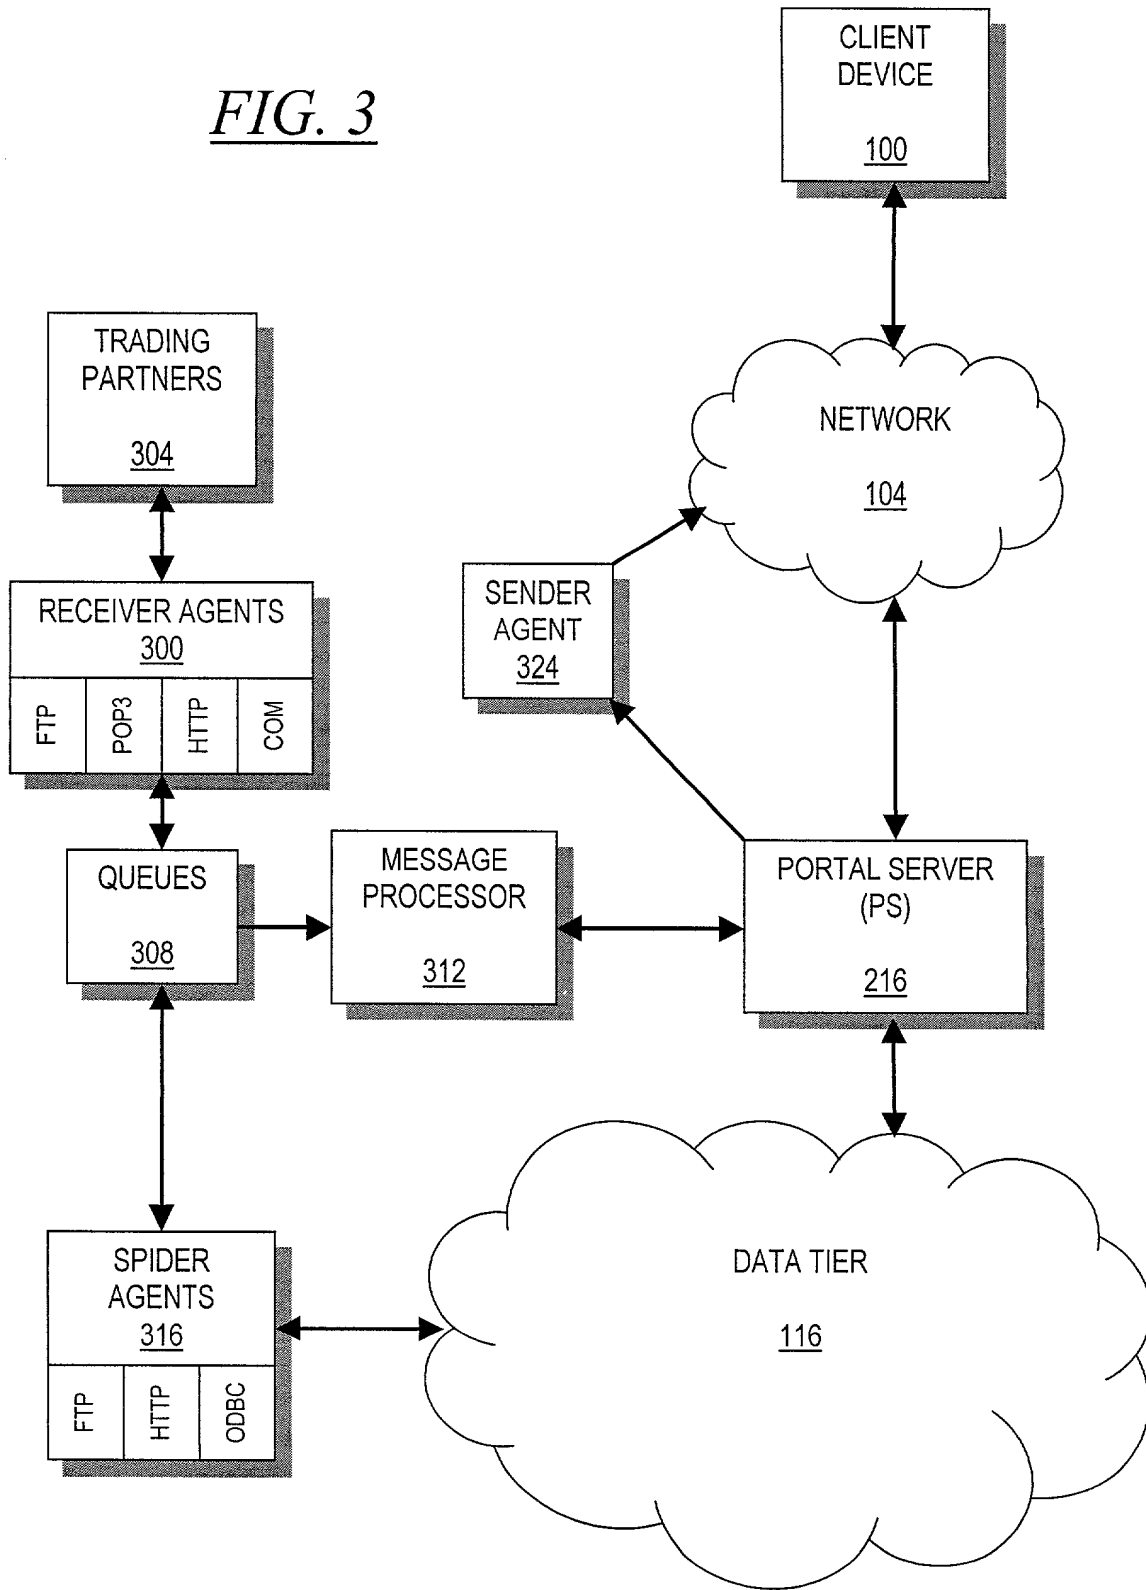 FIG. 3
CLIENT
DEVICE
100
TRADING
PARTNERS
304
NETWORK
104
RECEIVER AGENTS
300
FTP
POP3
HTTP
COM
SENDER
AGENT
324
QUEUES
308
MESSAGE
PROCESSOR
312
PORTAL SERVER
(PS)
216
SPIDER
AGENTS
316
FTP
HTTP
ODBC
DATA TIER
116